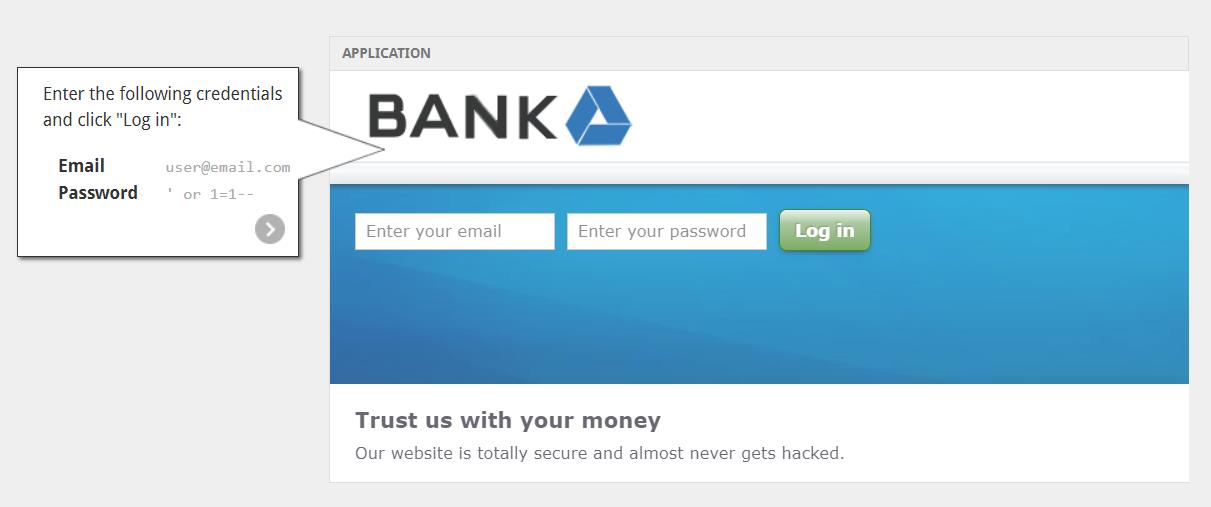 APPLICATION
Enter the following credentials
and click "Log in":
Email user@email.com
Password ' or 1=1--
BANK
Enter your email Enter your password Log in
Trust us with your money
Our website is totally secure and almost never gets hacked.